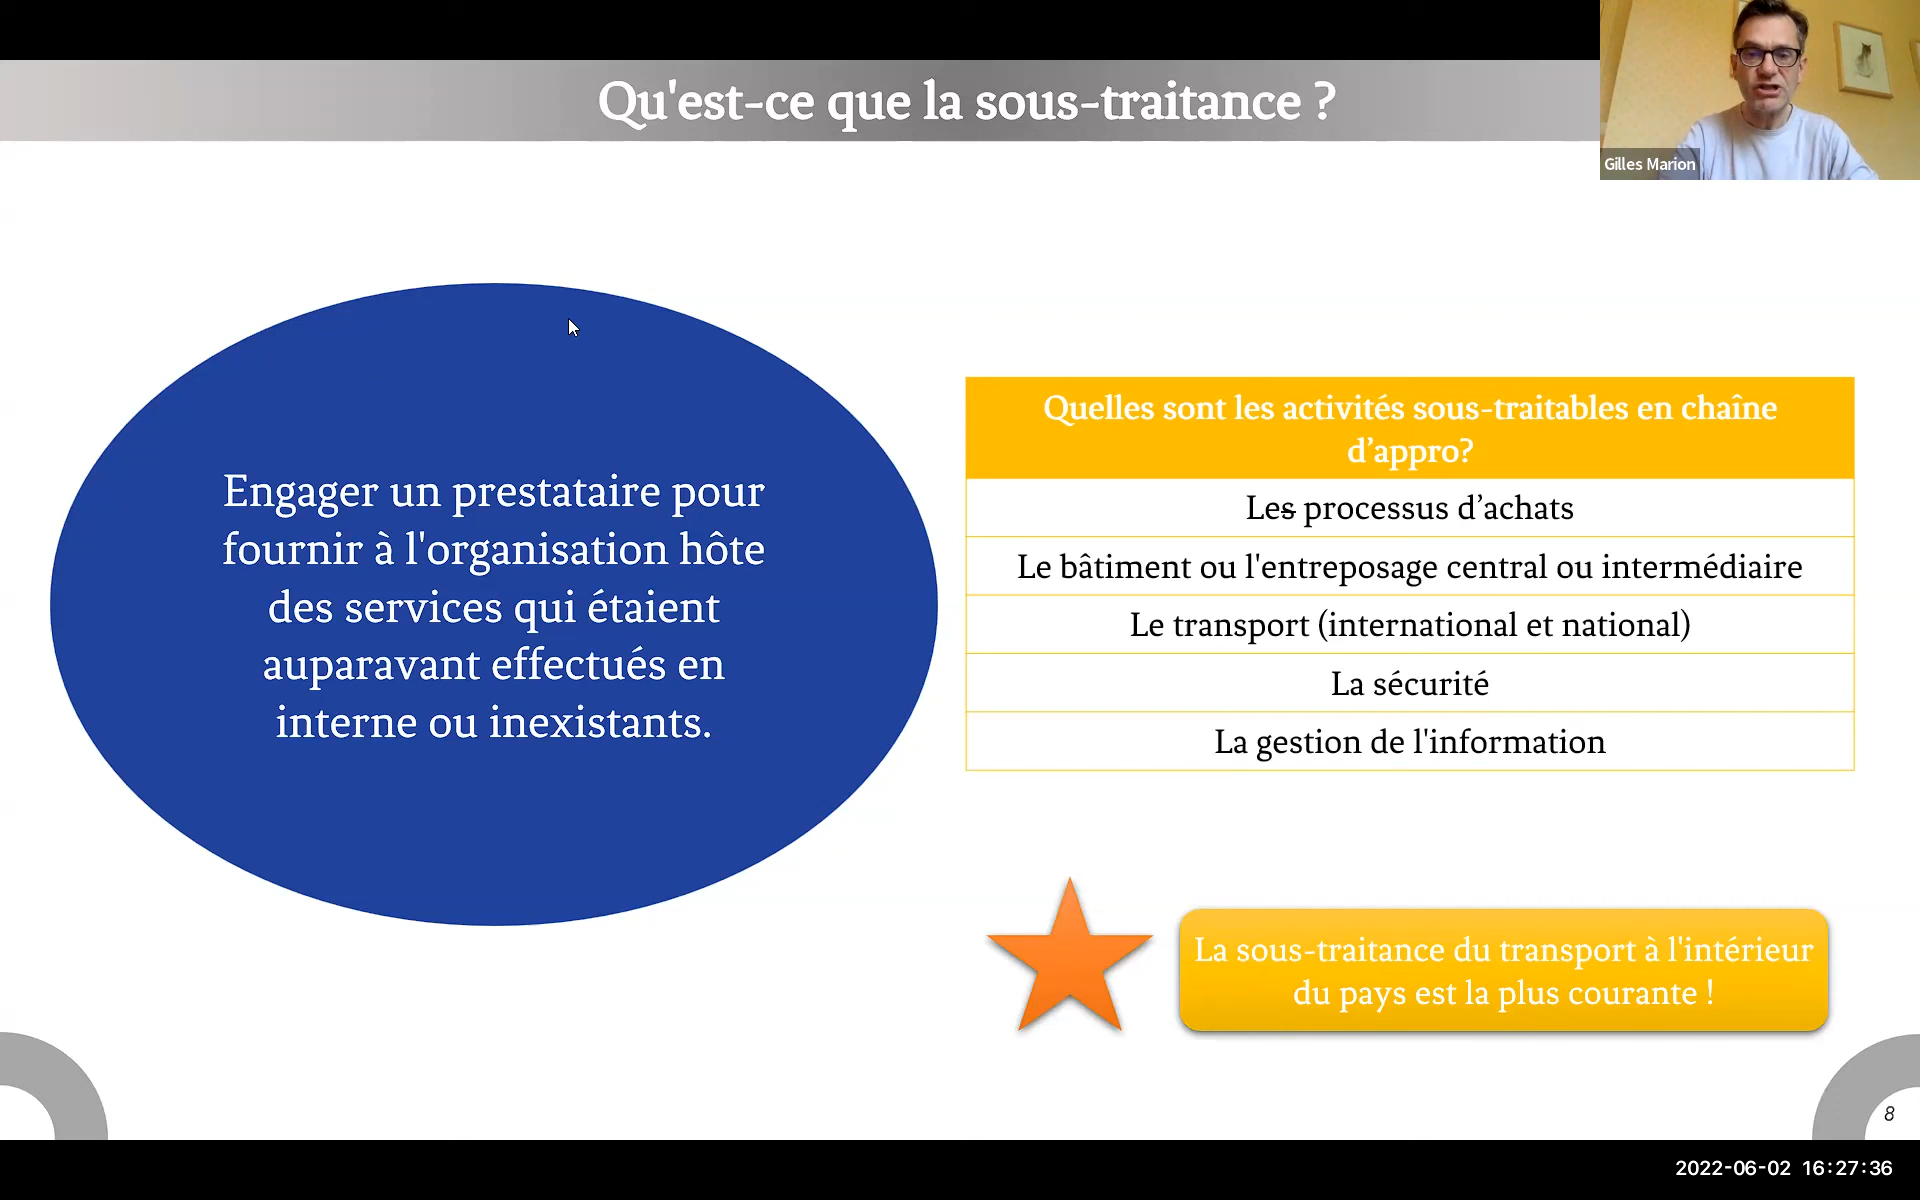 Qu'est-ce que la sous-traitance ?
Gilles Marion
Engager un prestataire pour
fournir à l'organisation hôte
des services qui étaient
auparavant effectués en
interne ou inexistants.
Quelles sont les activités sous-traitables en chaîne
d’appro?
Les processus d’achats
Le bâtiment ou l'entreposage central ou intermédiaire
Le transport (international et national)
La sécurité
La gestion de l'information
La sous-traitance du transport à l'intérieur
du pays est la plus courante !
8
2022-06-02 16:27:36